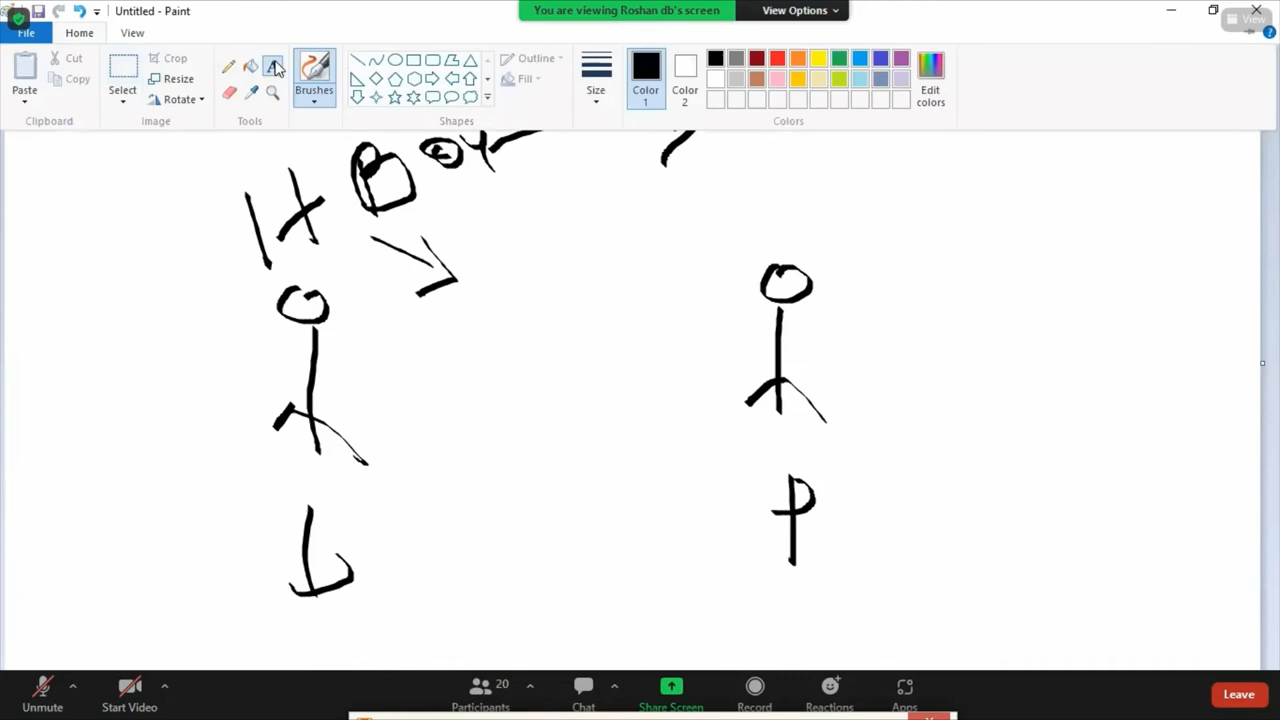 Untitled - Paint
You are viewing Roshan db's screen
View Options
View
File
Home
View
Paste
Cut
Copy
Clipboard
Select
Crop
Resize
Rotate
Image
Tools
Brushes
Outline
Fill
Shapes
Size
Color 1
Color 2
Edit colors
Colors
H B
b
P
Unmute
Start Video
20
Participants
Chat
Share Screen
Record
Reactions
Apps
Leave